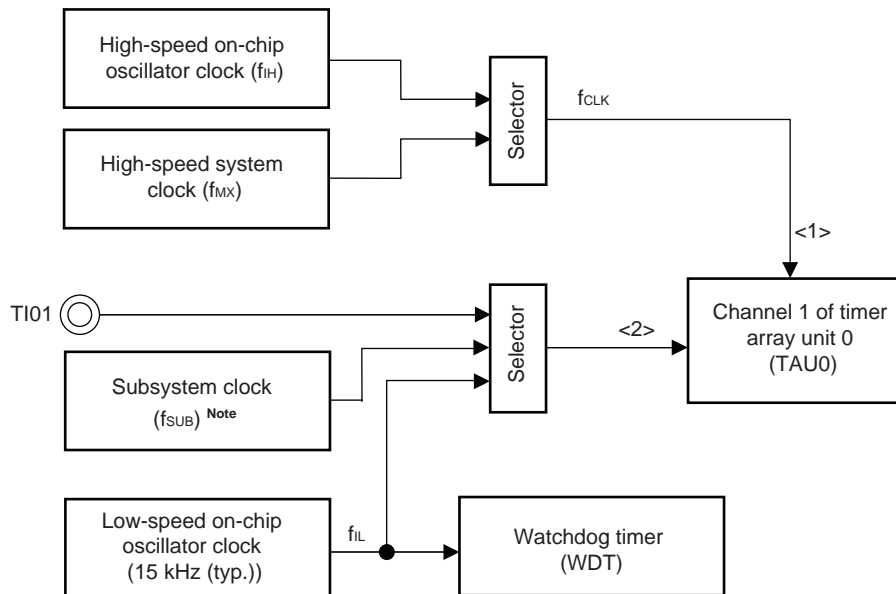 High-speed on-chip
oscillator clock (fIH)
Selector
fCLK
High-speed system
clock (fMX)
<1>
TI01
Selector
<2>
Channel 1 of timer
array unit 0
(TAU0)
Subsystem clock
(fSUB) Note
Low-speed on-chip
oscillator clock
(15 kHz (typ.))
fIL
Watchdog timer
(WDT)